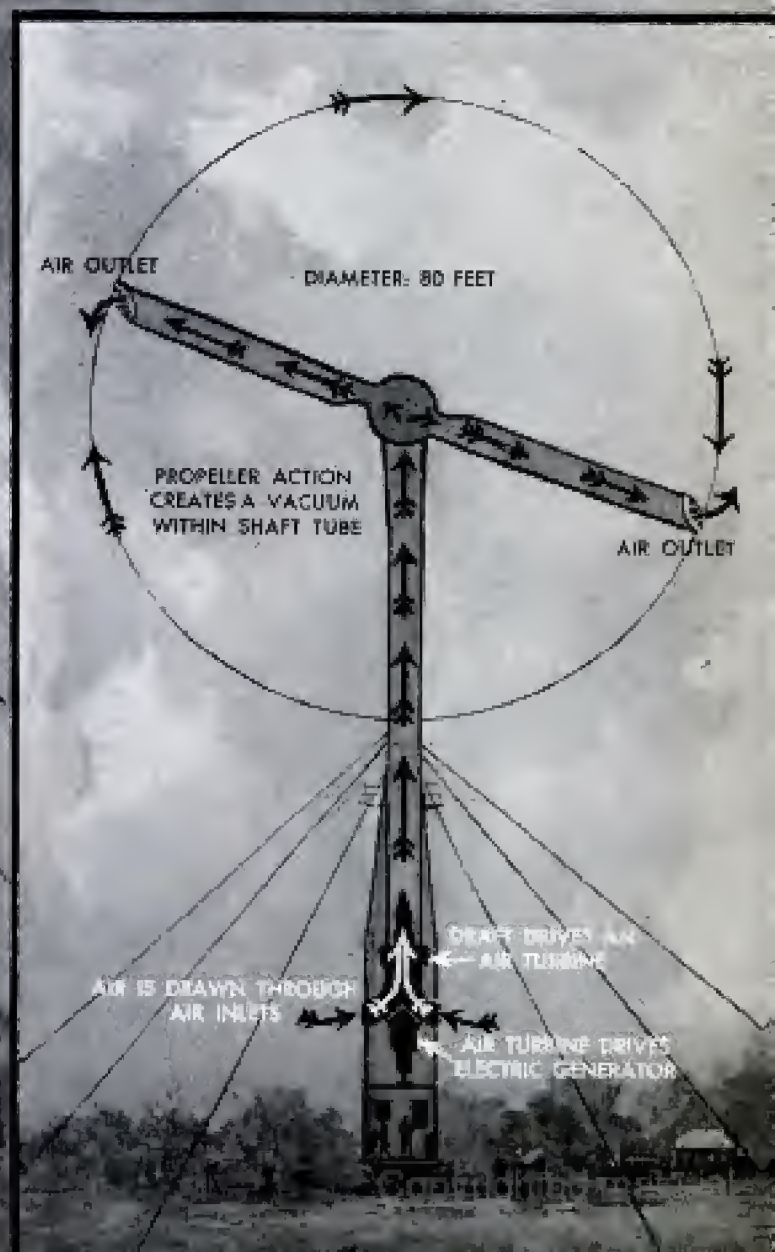 AIR OUTLET
DIAMETER: 80 FEET
PROPELLER ACTION
CREATES A VACUUM
WITHIN SHAFT TUBE
AIR OUTLET
DRAFT DRIVES AN
AIR TURBINE
AIR IS DRAWN THROUGH
AIR INLETS
AIR TURBINE DRIVES
ELECTRIC GENERATOR